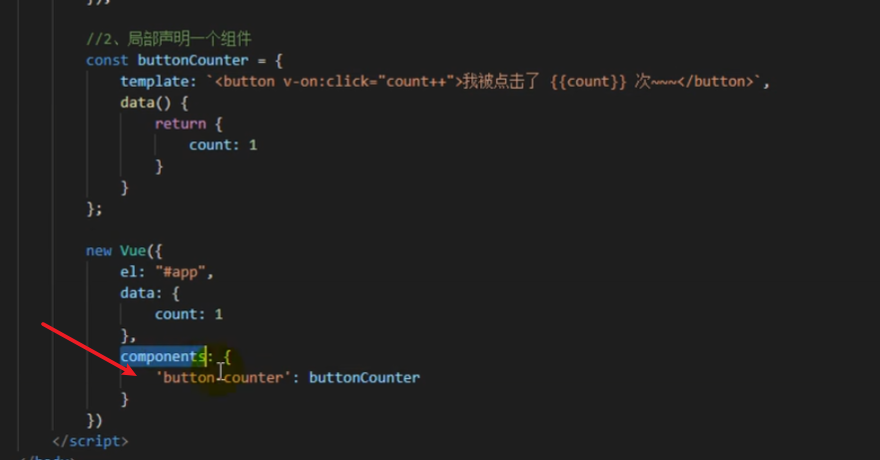 });
//2、局部声明一个组件
const buttonCounter = {
template: `<button v-on:click="count++">我被点击了 {{count}} 次~~~</button>`,
data() {
return {
count: 1
}
}
};
new Vue({
el: "#app",
data: {
count: 1
},
components: {
'button-counter': buttonCounter
}
})
</script>
</body>